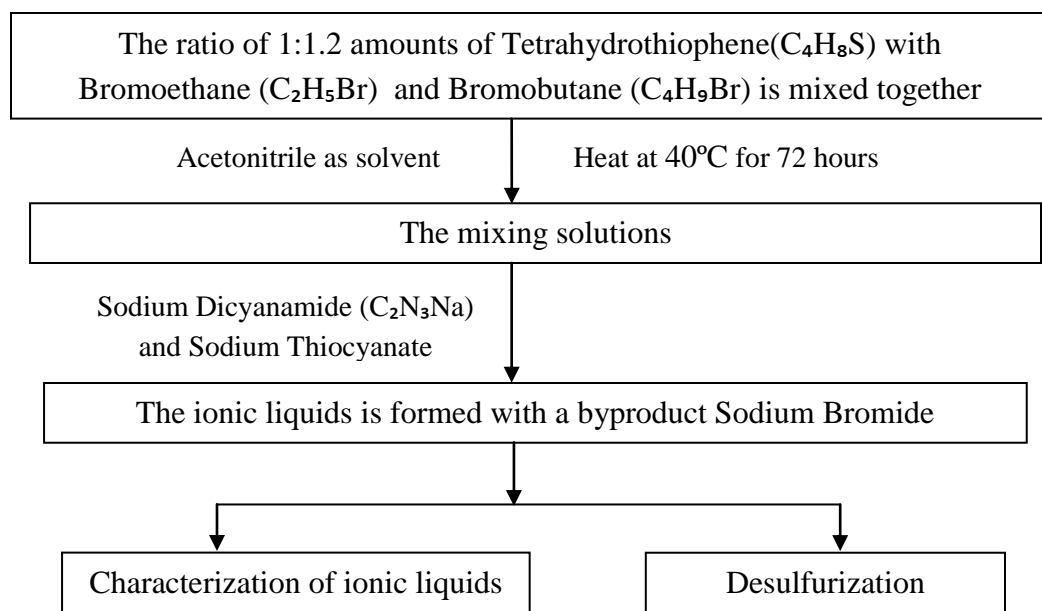 The ratio of 1:1.2 amounts of Tetrahydrothiophene(C₄H₈S) with
Bromoethane (C₂H₅Br) and Bromobutane (C₄H₉Br) is mixed together
Acetonitrile as solvent
Heat at 40ºC for 72 hours
The mixing solutions
Sodium Dicyanamide (C₂N₃Na)
and Sodium Thiocyanate
The ionic liquids is formed with a byproduct Sodium Bromide
Characterization of ionic liquids
Desulfurization